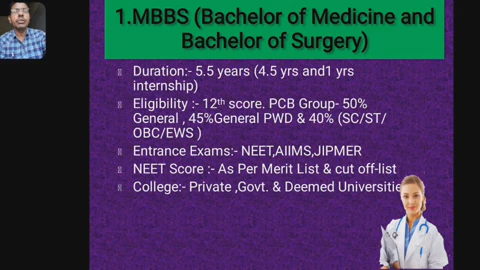 1.MBBS (Bachelor of Medicine and
Bachelor of Surgery)
Duration:- 5.5 years (4.5 yrs and1 yrs
internship)
Eligibility :- 12th score. PCB Group- 50%
General , 45%General PWD & 40% (SC/ST/
OBC/EWS )
Entrance Exams:- NEET,AIIMS,JIPMER
NEET Score :- As Per Merit List & cut off-list
College:- Private ,Govt. & Deemed Universitie